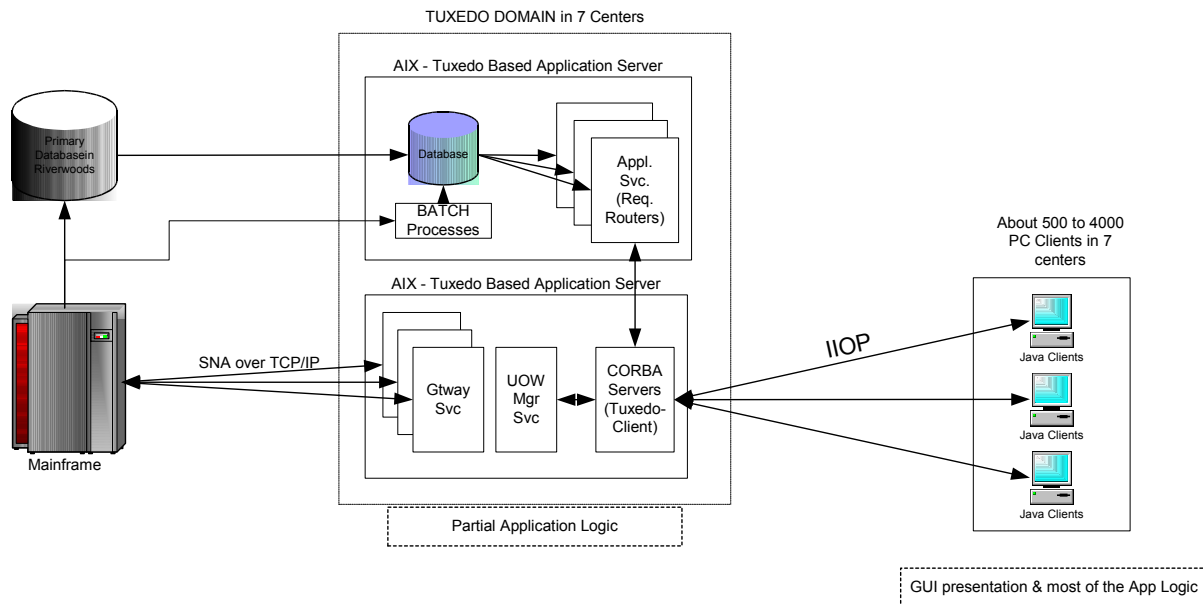 TUXEDO DOMAIN in 7 Centers
AIX - Tuxedo Based Application Server
Primary
Databasein
Riverwoods
Database
Appl.
Svc.
(Req.
Routers)
BATCH
Processes
AIX - Tuxedo Based Application Server
SNA over TCP/IP
Gtway
Svc
UOW
Mgr
Svc
CORBA
Servers
(Tuxedo-
Client)
Mainframe
Partial Application Logic
IIOP
About 500 to 4000
PC Clients in 7
centers
Java Clients
Java Clients
Java Clients
GUI presentation & most of the App Logic